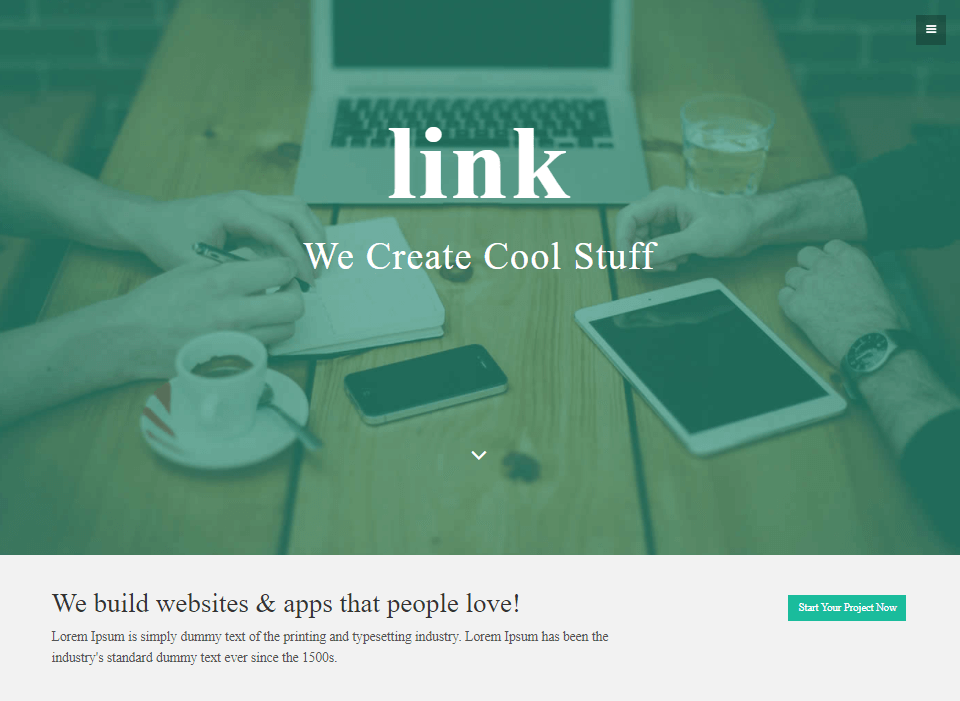 link
We Create Cool Stuff
We build websites & apps that people love!
Start Your Project Now
Lorem Ipsum is simply dummy text of the printing and typesetting industry. Lorem Ipsum has been the
industry's standard dummy text ever since the 1500s.